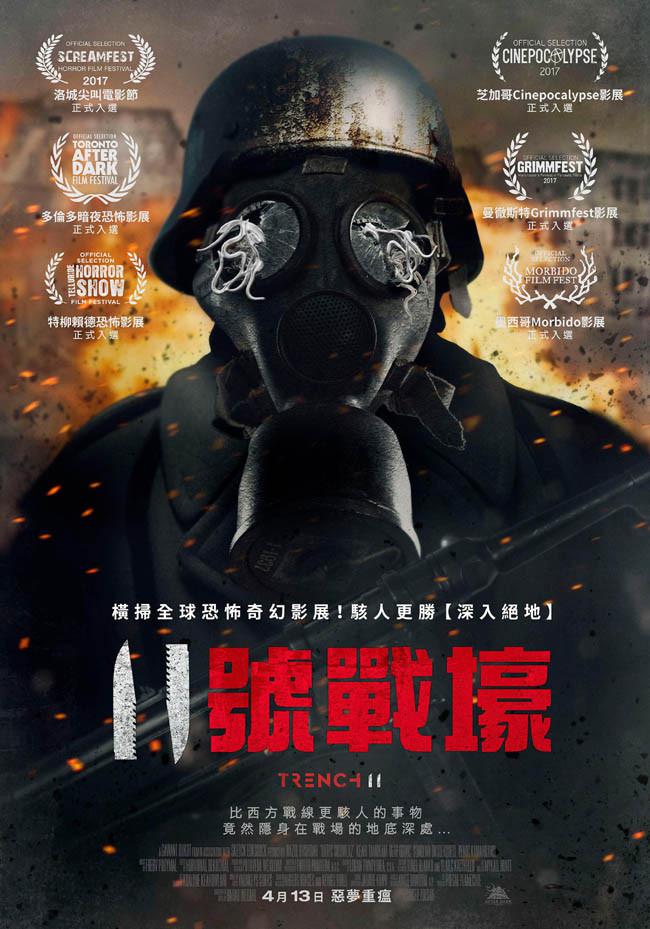 OFFICIAL SELECTION
SCREAMFEST
HORROR FILM FESTIVAL
2017
洛城尖叫電影節
正式入選
OFFICIAL SELECTION
TORONTO
AFTER
DARK
FILM FESTIVAL
多倫多暗夜恐怖影展
正式入選
OFFICIAL
SELECTION
TELLURIDE
HORROR
SHOW
FILM FESTIVAL
特柳賴德恐怖影展
正式入選
OFFICIAL SELECTION
CINEPOCALYPSE
2017
芝加哥Cinepocalypse影展
正式入選
OFFICIAL SELECTION
GRIMMFEST
2017
曼徹斯特Grimmfest影展
正式入選
OFFICIAL
SELECTION
MORBIDO
FILM FEST
墨西哥Morbido影展
正式入選
橫掃全球恐怖奇幻影展!駭人更勝【深入絕地】
11號戰壕
TRENCH 11
比西方戰線更駭人的事物
竟然隱身在戰場的地底深處...
4月13日 惡夢重瘟